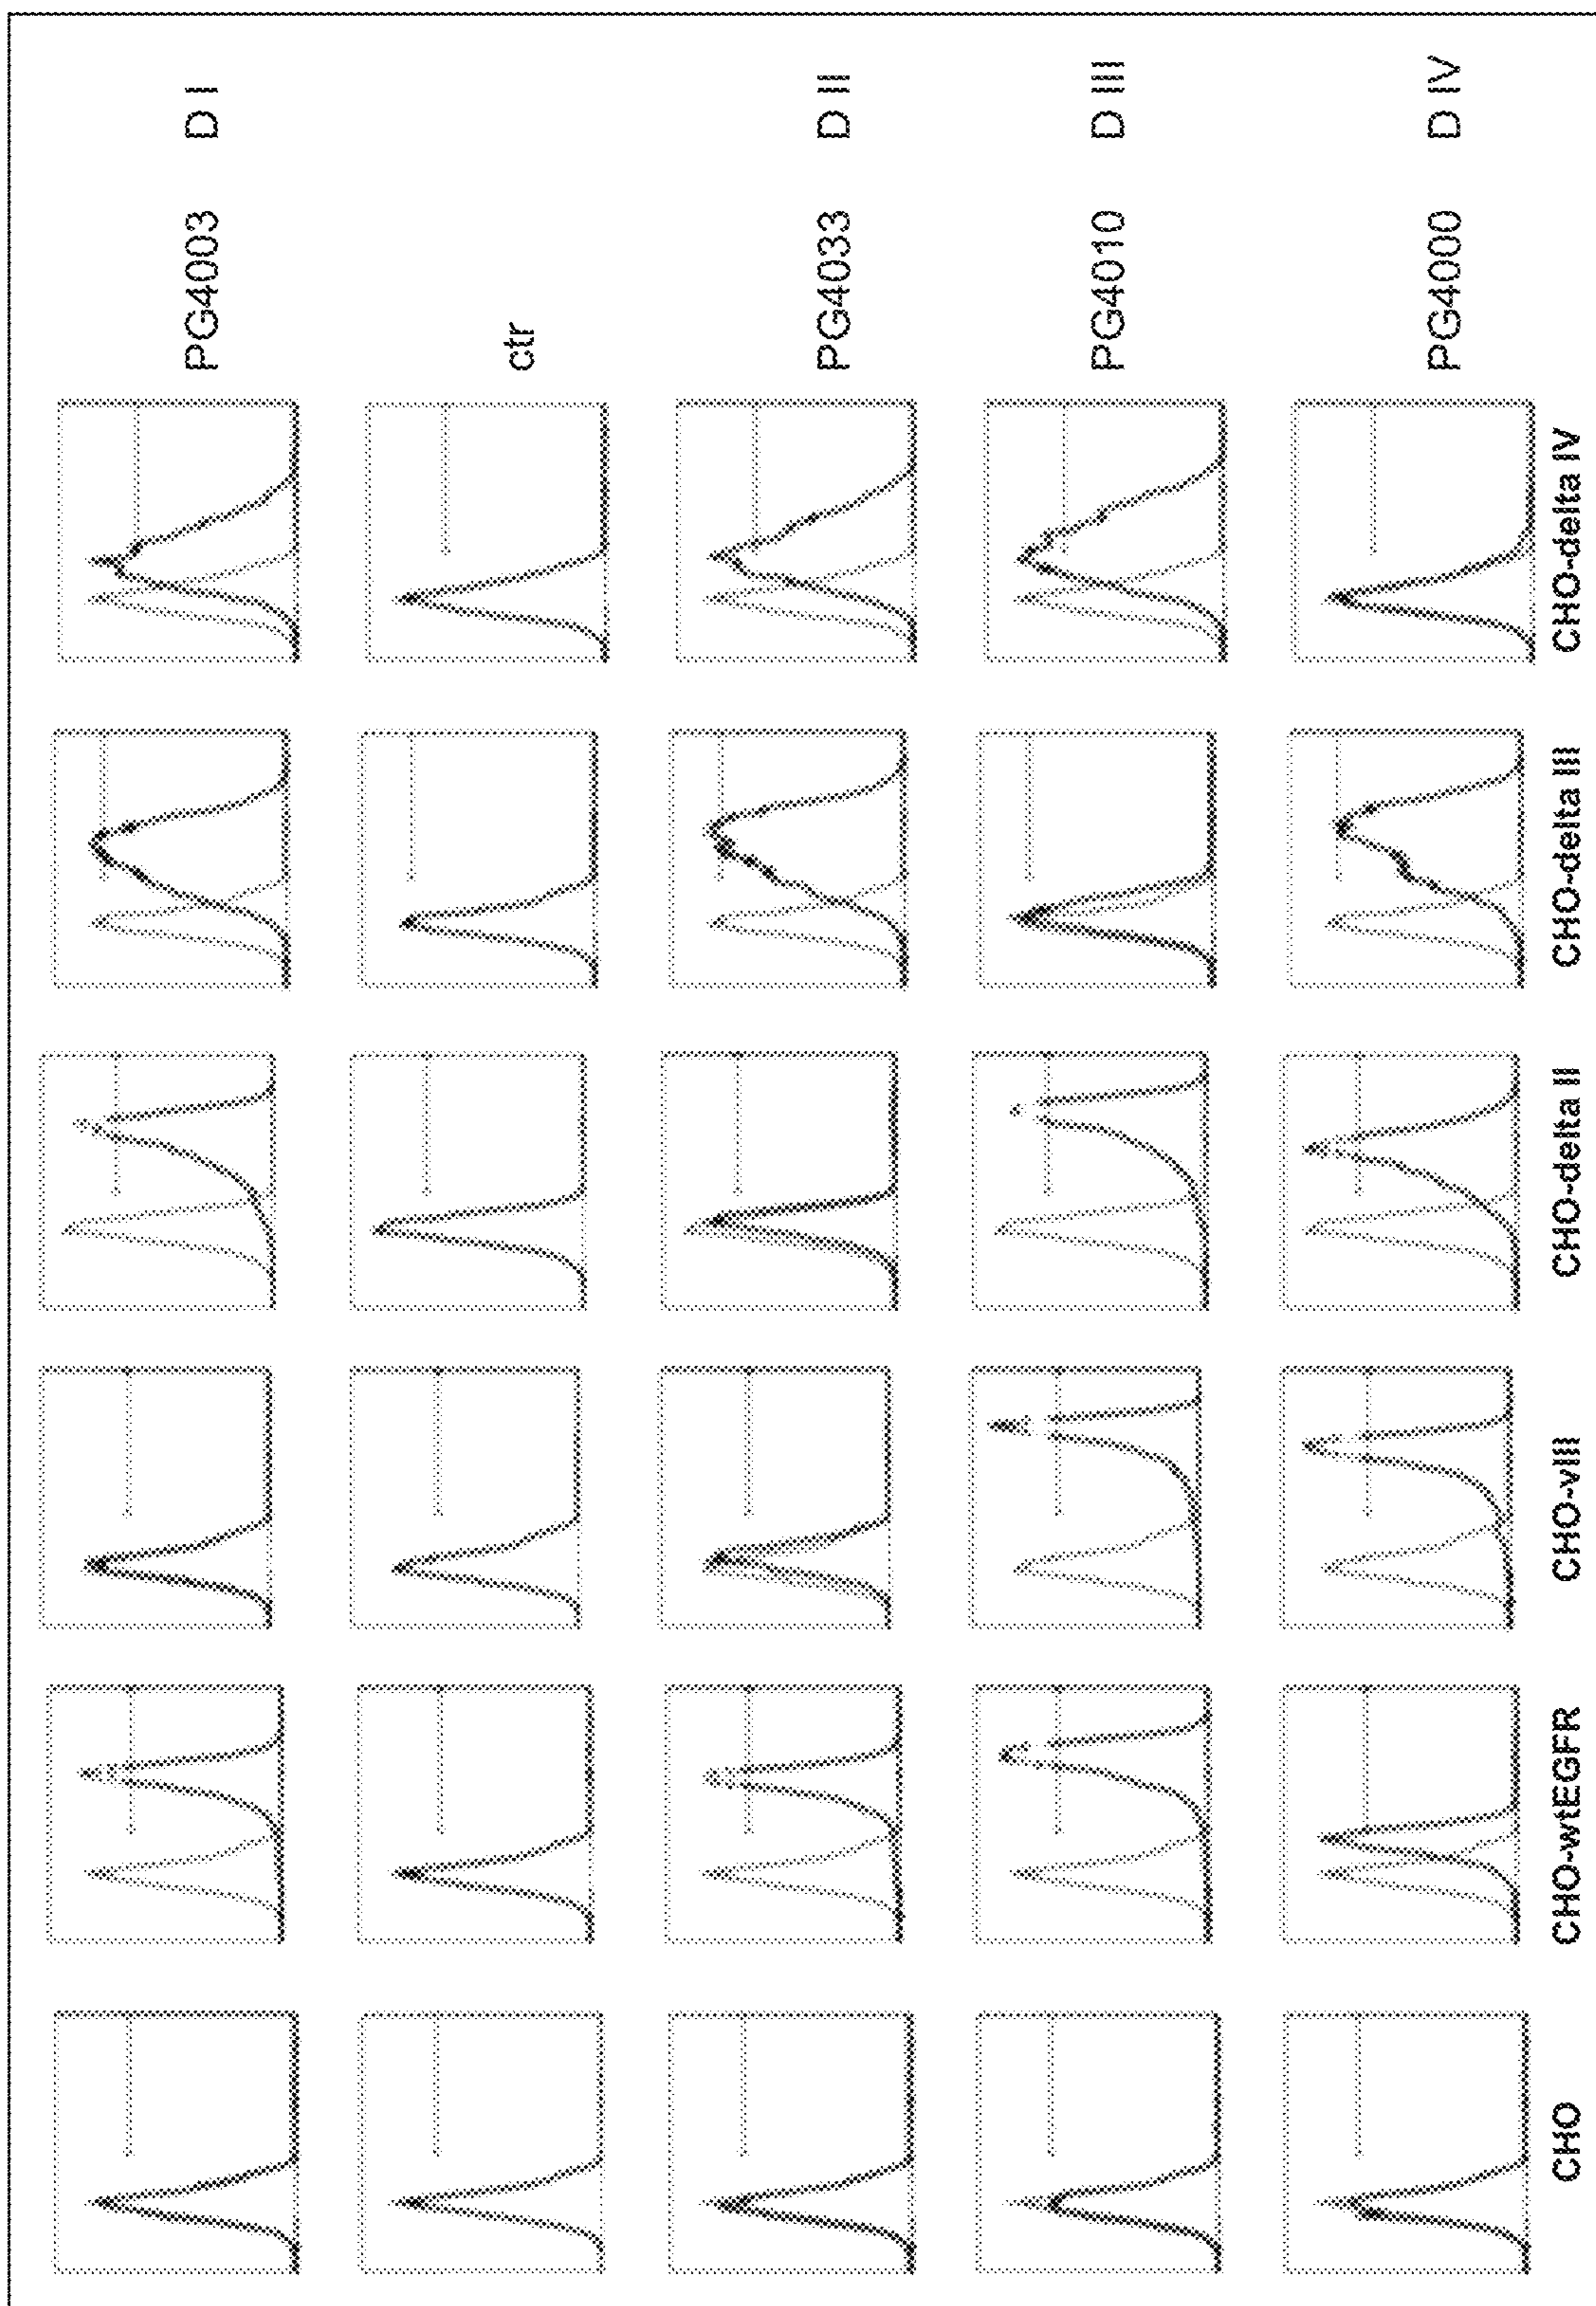 PG4003 D I
ctr
PG4033 D II
PG4010 D III
PG4000 D IV
CHO
CHO-wtEGFR
CHO-vIII
CHO-delta II
CHO-delta III
CHO-delta IV